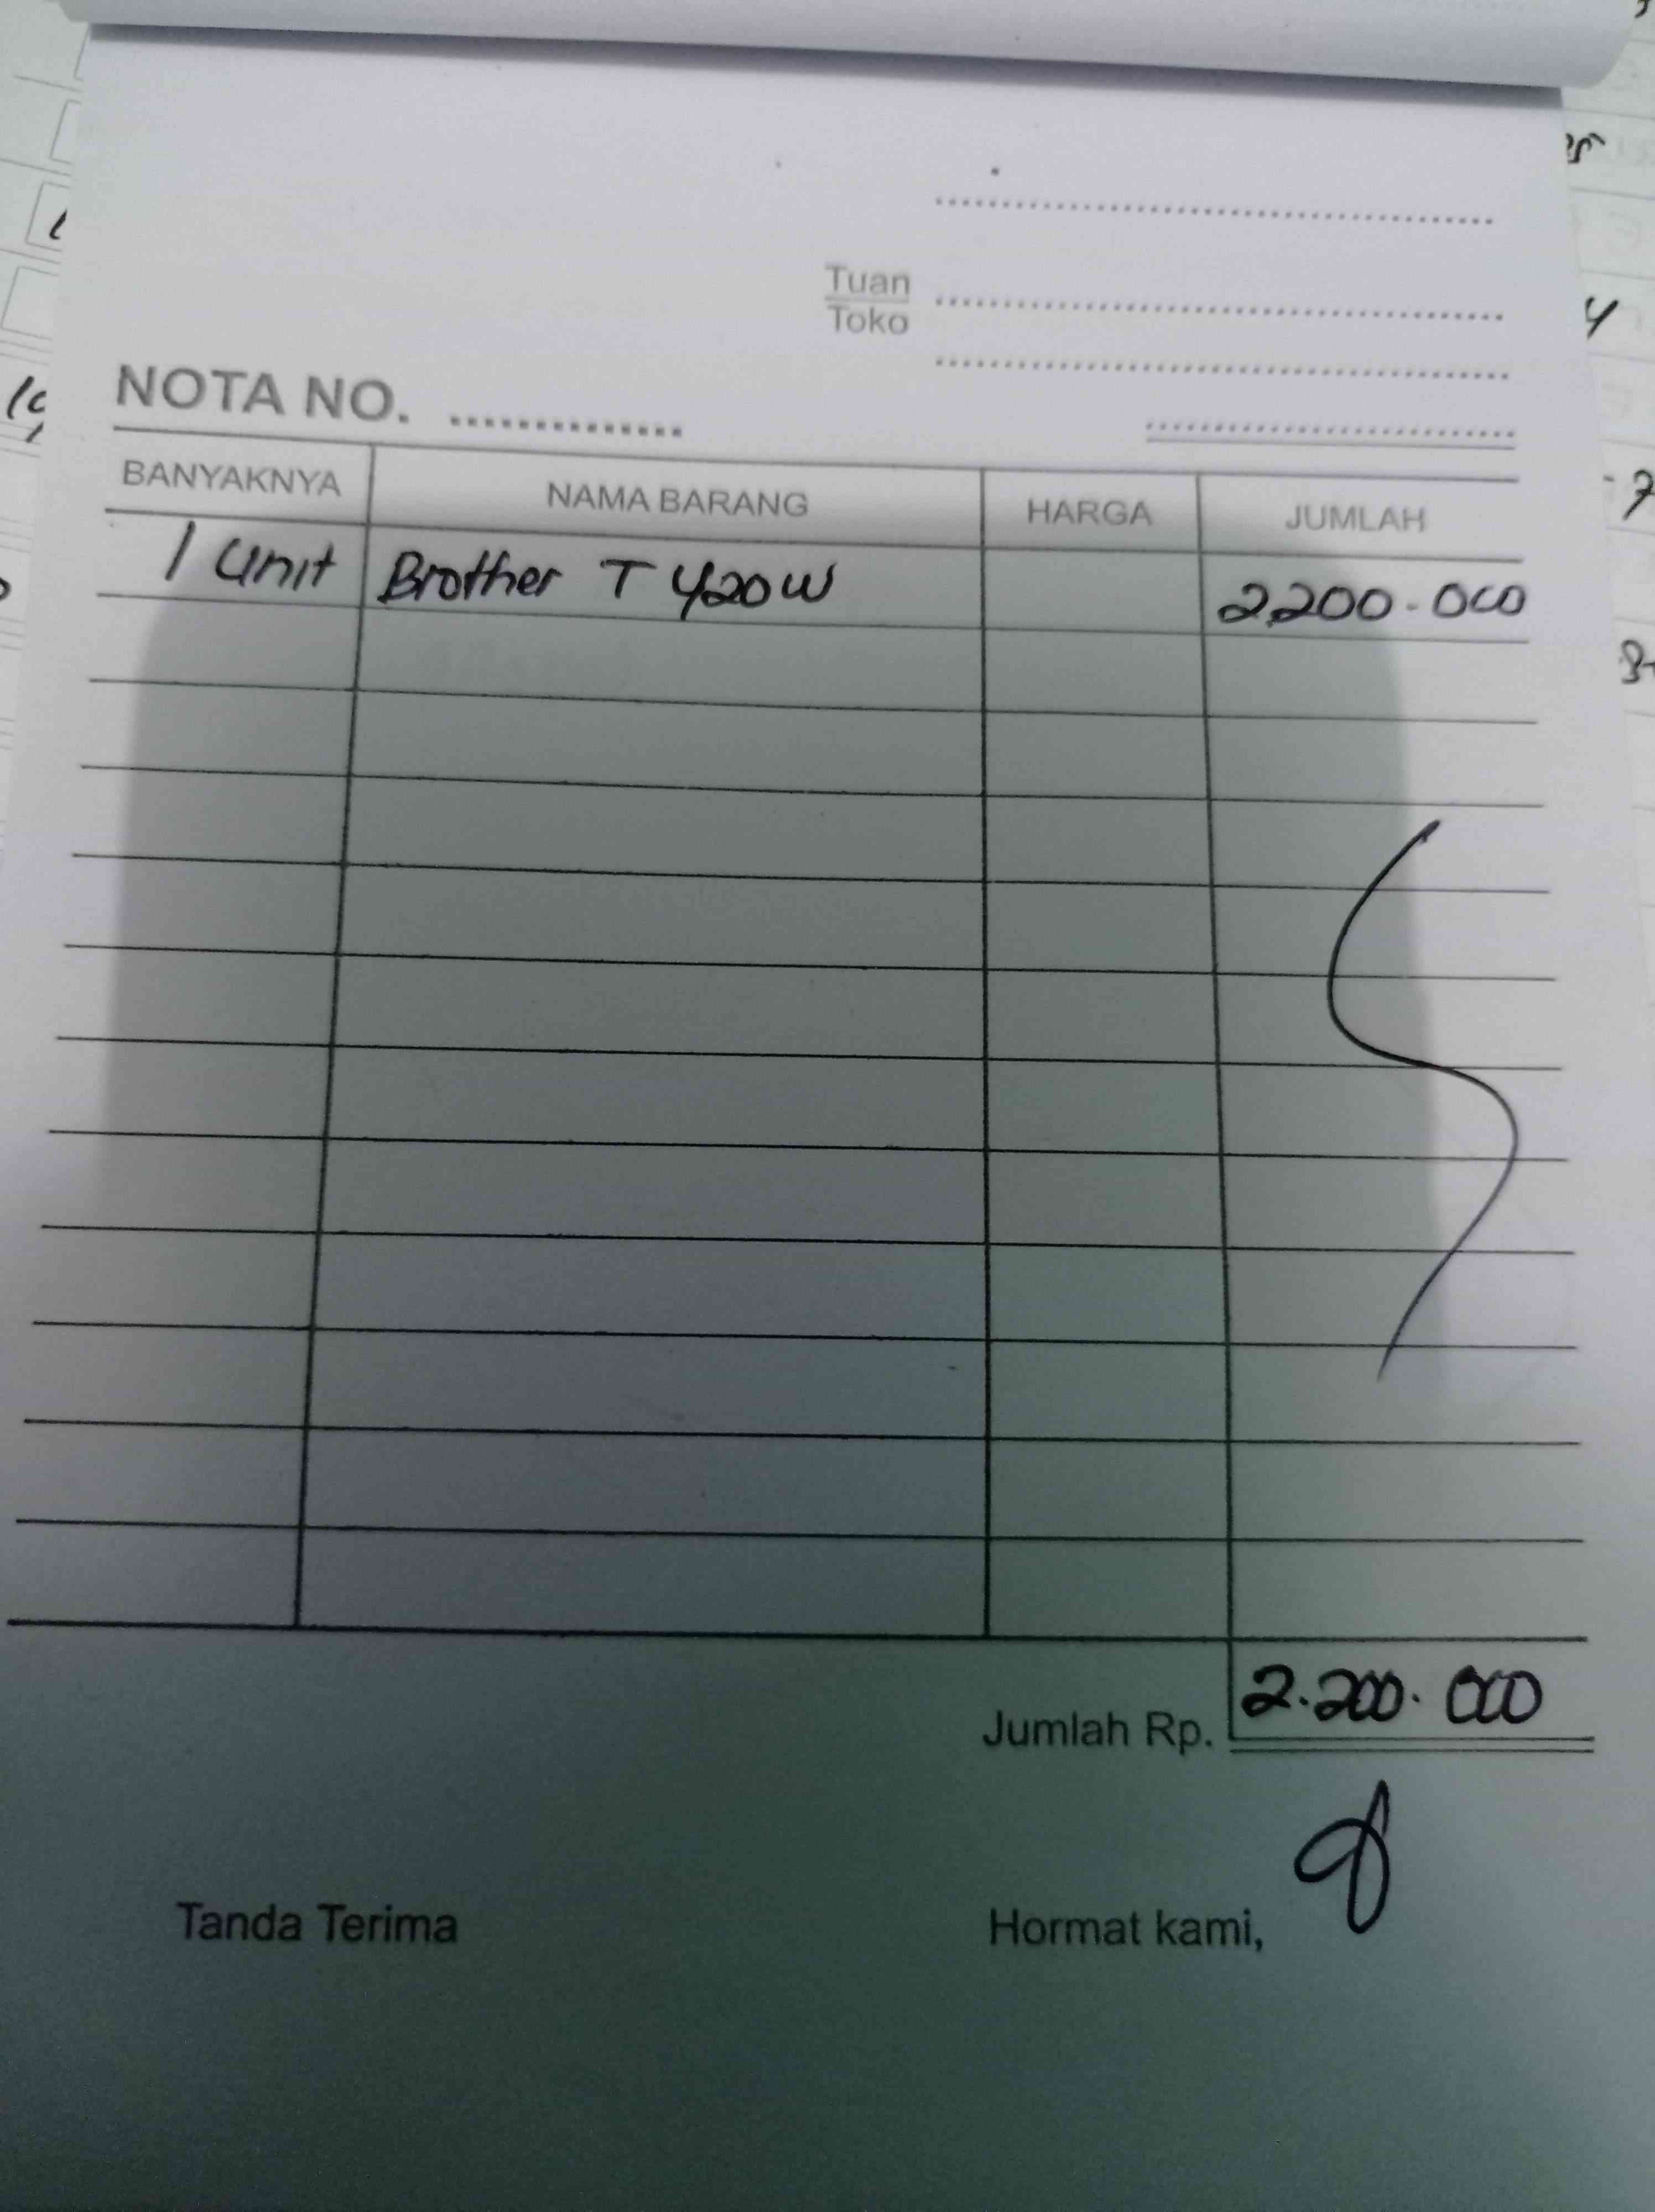 Tuan
Toko
NOTA NO. ..............
BANYAKNYA NAMA BARANG HARGA JUMLAH
1 Unit Brother T420W 2.200.000
Jumlah Rp. 2.200.000
Tanda Terima Hormat kami,